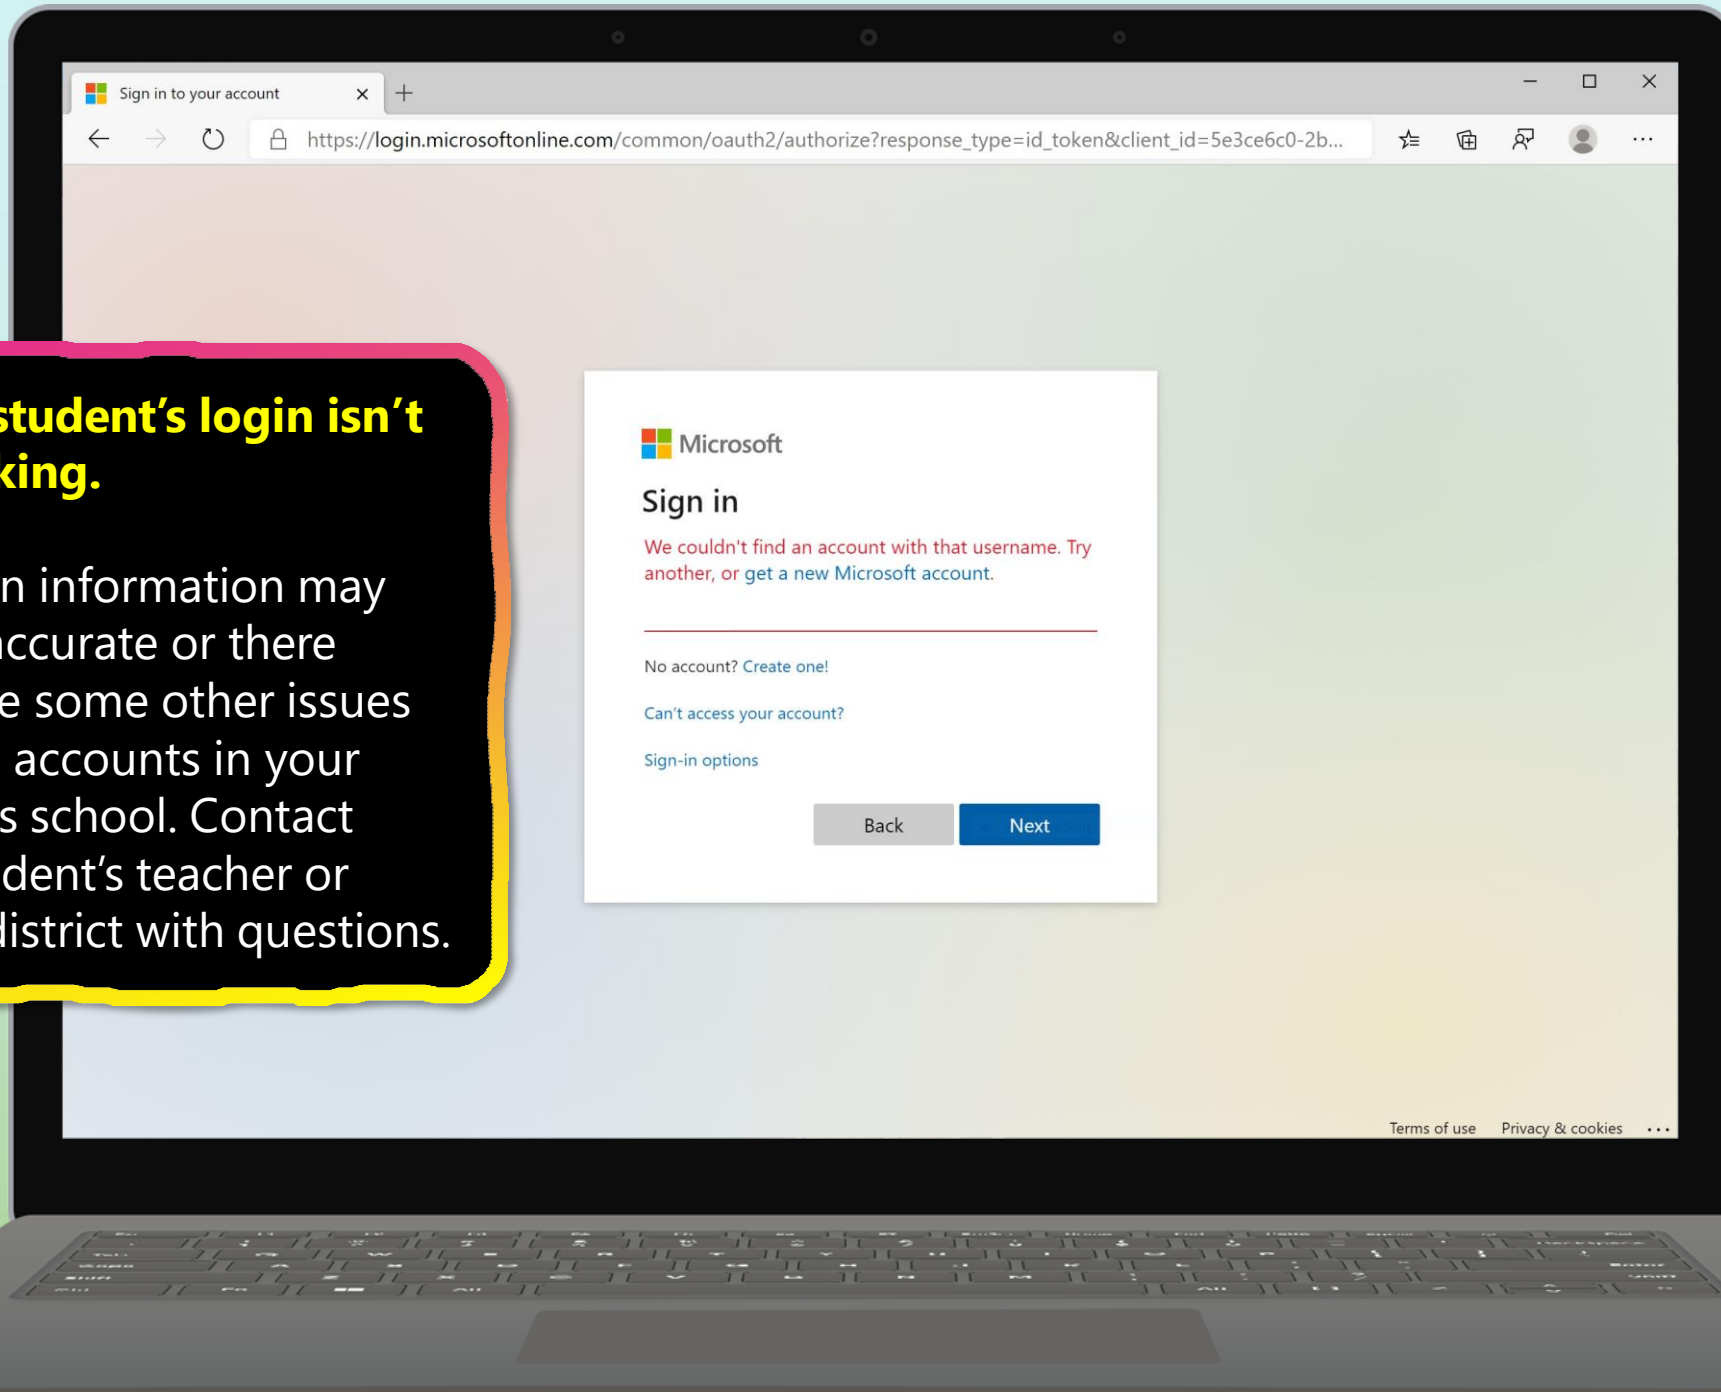 Sign in to your account
https://login.microsoftonline.com/common/oauth2/authorize?response_type=id_token&client_id=5e3ce6c0-2b...
student’s login isn’t
king.
n information may
accurate or there
e some other issues
accounts in your
s school. Contact
dent’s teacher or
district with questions.
Microsoft
Sign in
We couldn't find an account with that username. Try
another, or get a new Microsoft account.
No account? Create one!
Can’t access your account?
Sign-in options
Back Next
Terms of use Privacy & cookies ...